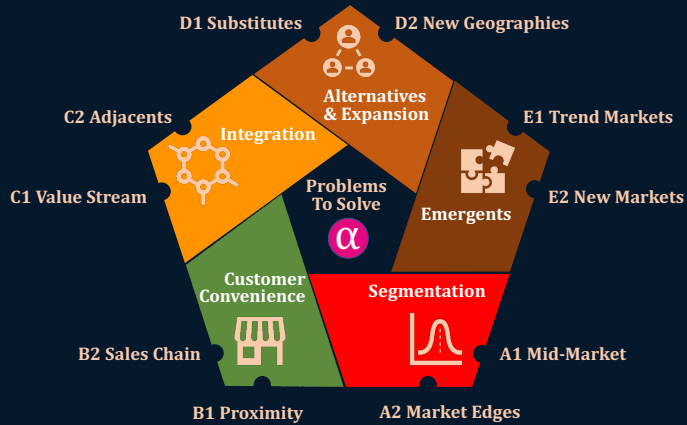 D1 Substitutes
D2 New Geographies
Alternatives
& Expansion
C2 Adjacents
Integration
E1 Trend Markets
C1 Value Stream
Problems
To Solve
α
Emergents
E2 New Markets
Customer
Convenience
Segmentation
B2 Sales Chain
A1 Mid-Market
B1 Proximity
A2 Market Edges